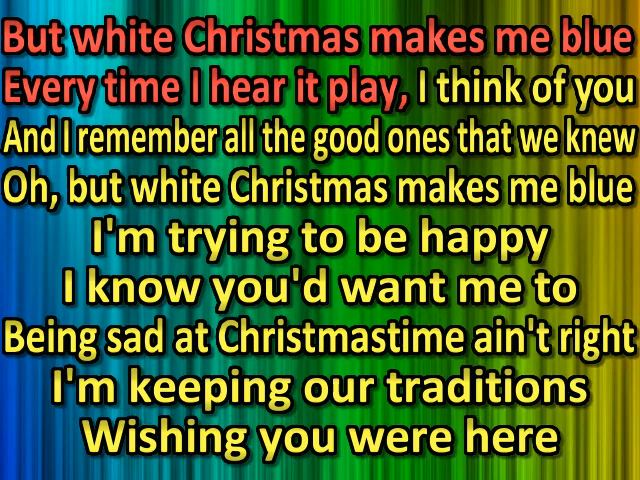 But white Christmas makes me blue
Every time I hear it play, I think of you
And I remember all the good ones that we knew
Oh, but white Christmas makes me blue
I'm trying to be happy
I know you'd want me to
Being sad at Christmastime ain't right
I'm keeping our traditions
Wishing you were here